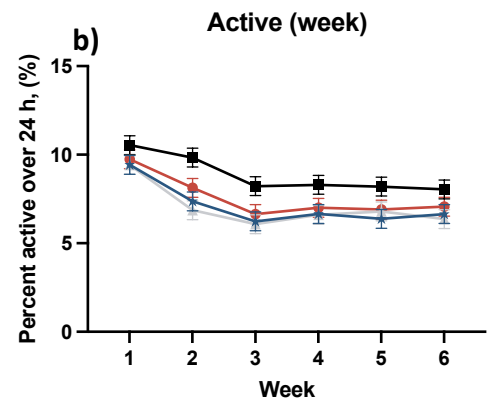 b)
Active (week)
Percent active over 24 h, (%)
15
10
5
0
1 2 3 4 5 6
Week